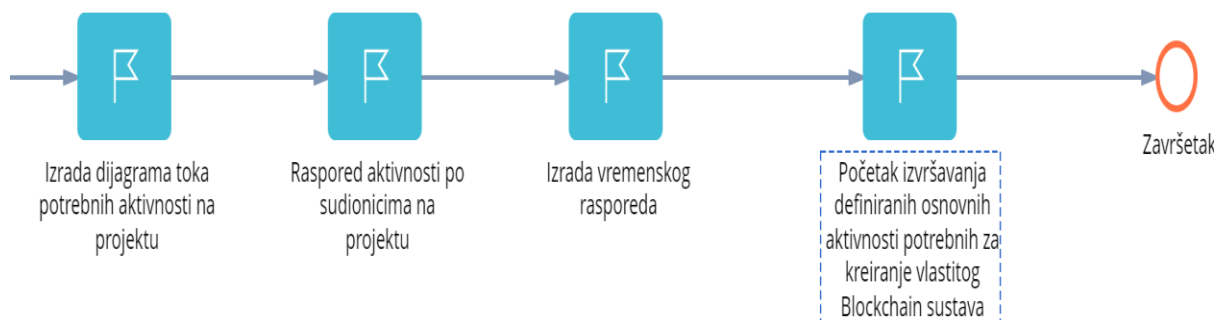 Izrada dijagrama toka
potrebnih aktivnosti na
projektu
Raspored aktivnosti po
sudionicima na
projektu
Izrada vremenskog
rasporeda
Početak izvršavanja
definiranih osnovnih
aktivnosti potrebnih za
kreiranje vlastitog
Blockchain sustava
Završetak